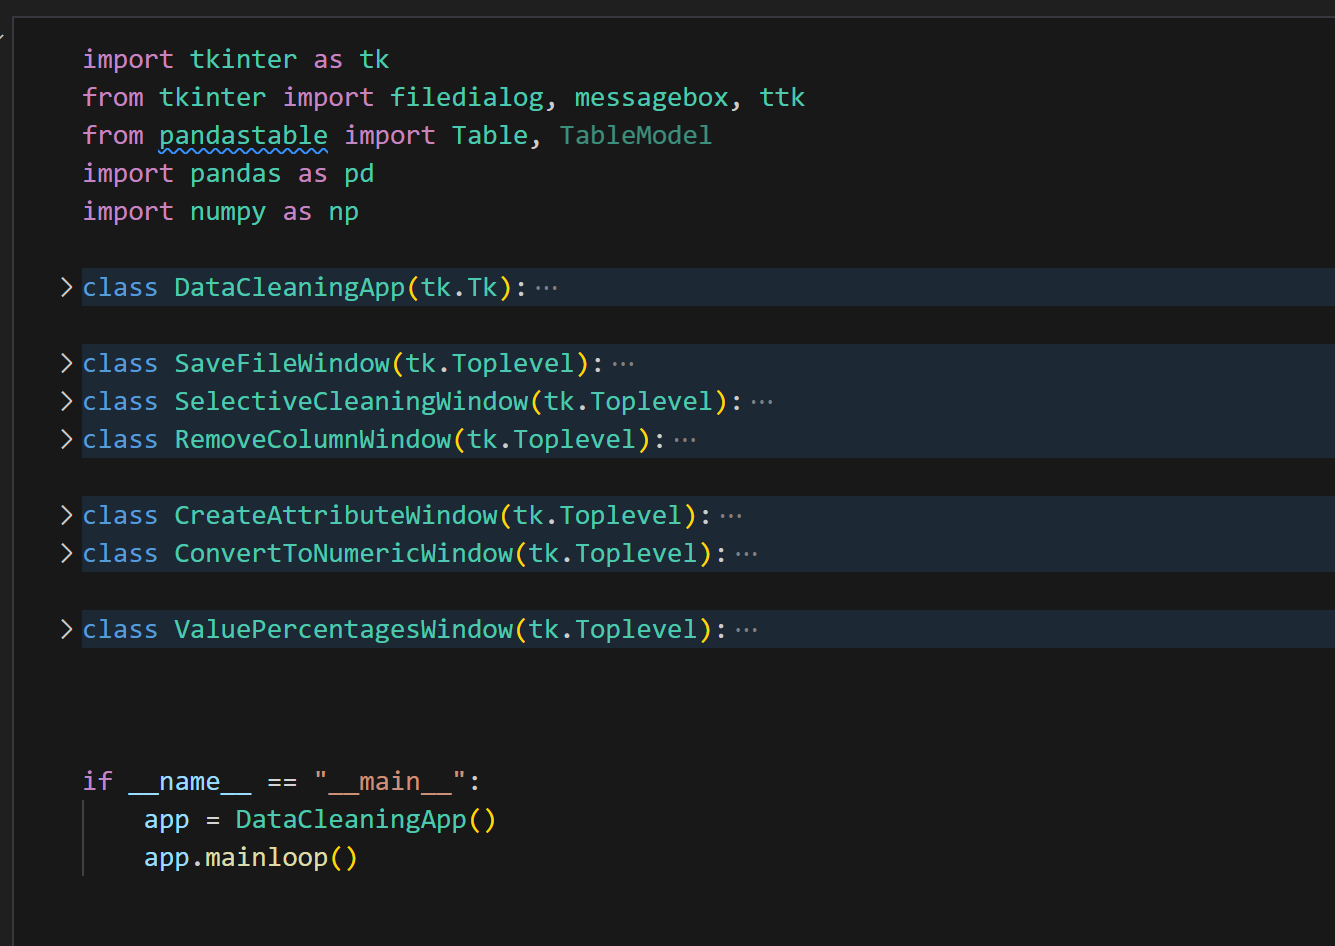 import tkinter as tk
from tkinter import filedialog, messagebox, ttk
from pandastable import Table, TableModel
import pandas as pd
import numpy as np
class DataCleaningApp(tk.Tk):···
class SaveFileWindow(tk.Toplevel):···
class SelectiveCleaningWindow(tk.Toplevel):···
class RemoveColumnWindow(tk.Toplevel):···
class CreateAttributeWindow(tk.Toplevel):···
class ConvertToNumericWindow(tk.Toplevel):···
class ValuePercentagesWindow(tk.Toplevel):···
if __name__ == "__main__":
    app = DataCleaningApp()
    app.mainloop()